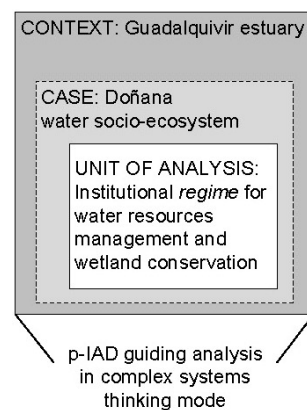 CONTEXT: Guadalquivir estuary
CASE: Doñana
water socio-ecosystem
UNIT OF ANALYSIS:
Institutional regime for
water resources
management and
wetland conservation
p-IAD guiding analysis
in complex systems
thinking mode